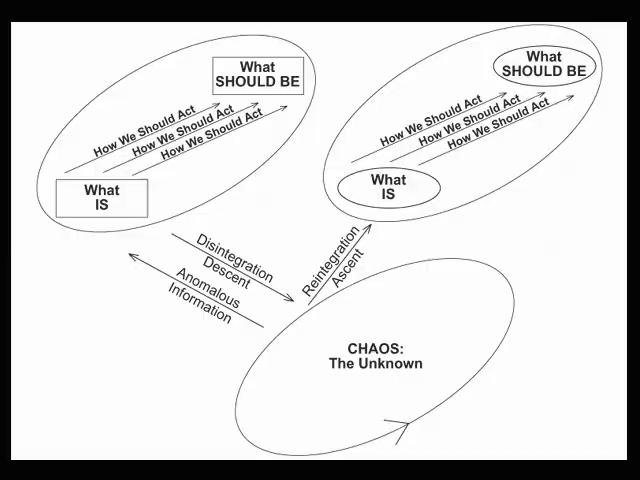 What
SHOULD BE
How We Should Act
How We Should Act
How We Should Act
What
IS
What
SHOULD BE
How We Should Act
How We Should Act
How We Should Act
What
IS
Disintegration
Descent
Anomalous
Information
Reintegration
Ascent
CHAOS:
The Unknown